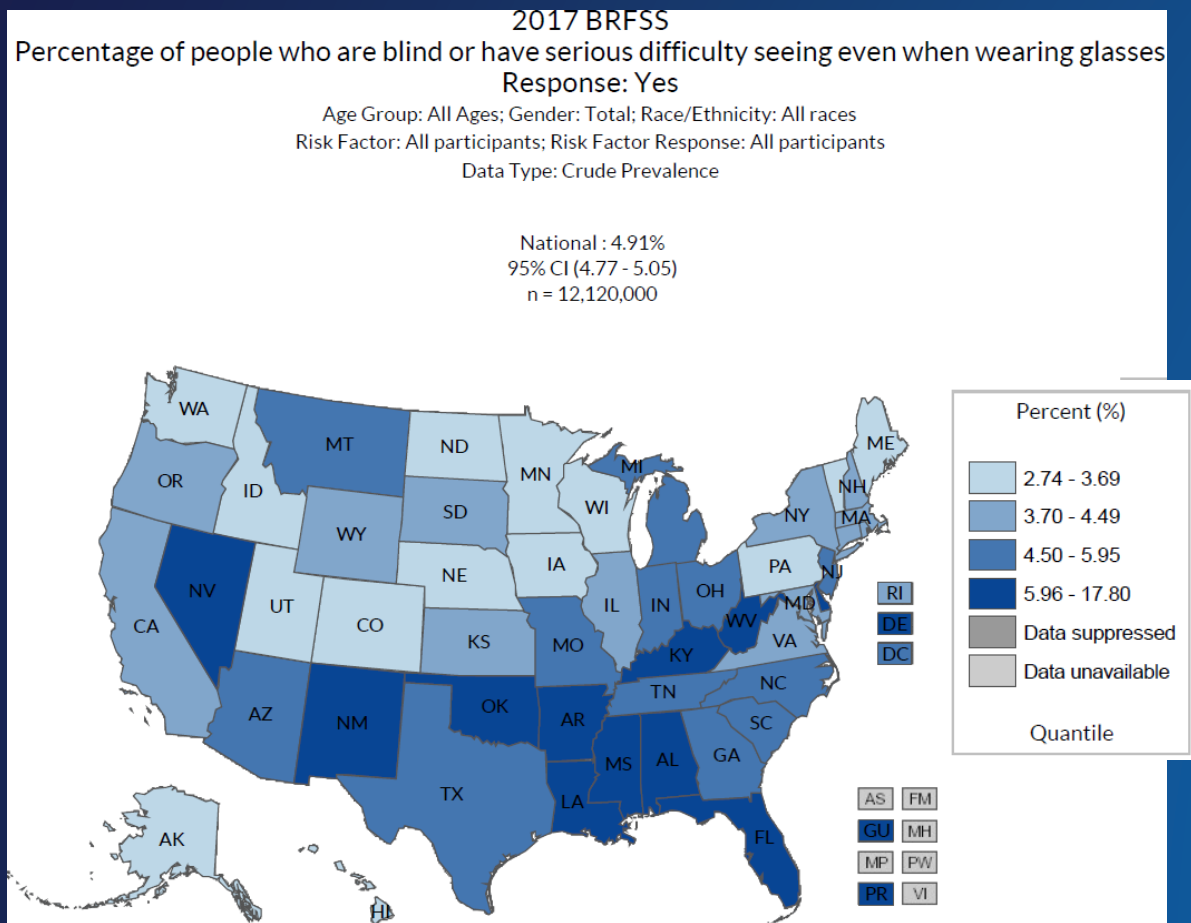 2017 BRFSS
Percentage of people who are blind or have serious difficulty seeing even when wearing glasses
Response: Yes
Age Group: All Ages; Gender: Total; Race/Ethnicity: All races
Risk Factor: All participants; Risk Factor Response: All participants
Data Type: Crude Prevalence
National : 4.91%
95% CI (4.77 - 5.05)
n = 12,120,000
WA
MT
ND
MN
MI
ME
OR
ID
WY
SD
WI
NH
NY
MA
NV
UT
CO
NE
IA
PA
NJ
CA
KS
MO
IL
IN
OH
WV
MD
VA
KY
AZ
NM
OK
AR
TN
NC
SC
TX
LA
MS
AL
GA
FL
AK
HI
RI
DE
DC
Percent (%)
2.74 - 3.69
3.70 - 4.49
4.50 - 5.95
5.96 - 17.80
Data suppressed
Data unavailable
Quantile
AS FM
GU MH
MP PW
PR VI